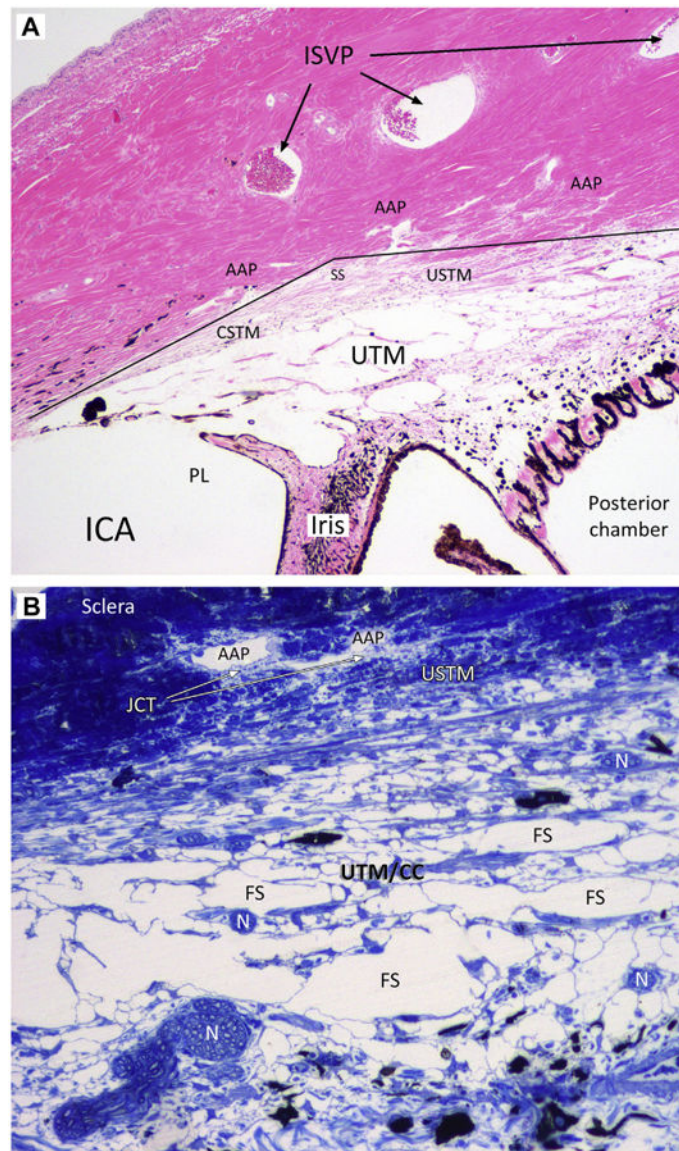 A
ISVP
AAP
AAP
AAP
SS
USTM
CSTM
UTM
PL
ICA
Iris
Posterior
chamber
B
Sclera
AAP
AAP
USTM
JCT
N
FS
UTM/CC
FS
FS
N
FS
N
N